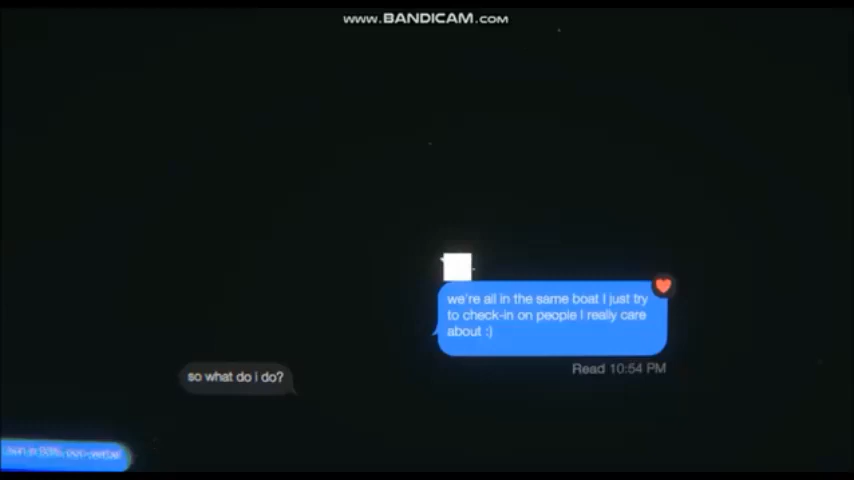 www.BANDICAM.com
we're all in the same boat I just try
to check-in on people I really care
about :)
Read 10:54 PM
so what do i do?